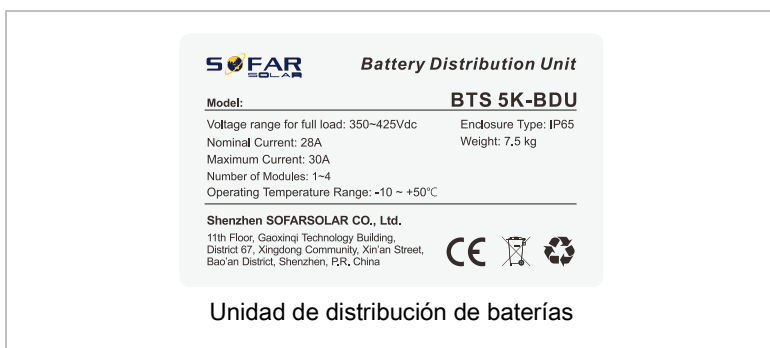 SOFAR
SOLAR
Battery Distribution Unit
Model: BTS 5K-BDU
Voltage range for full load: 350~425Vdc
Enclosure Type: IP65
Nominal Current: 28A
Weight: 7.5 kg
Maximum Current: 30A
Number of Modules: 1~4
Operating Temperature Range: -10 ~ +50℃
Shenzhen SOFARSOLAR CO., Ltd.
11th Floor, Gaoxinqi Technology Building,
District 67, Xingdong Community, Xin'an Street,
Bao'an District, Shenzhen, P.R. China
CE
Unidad de distribución de baterías